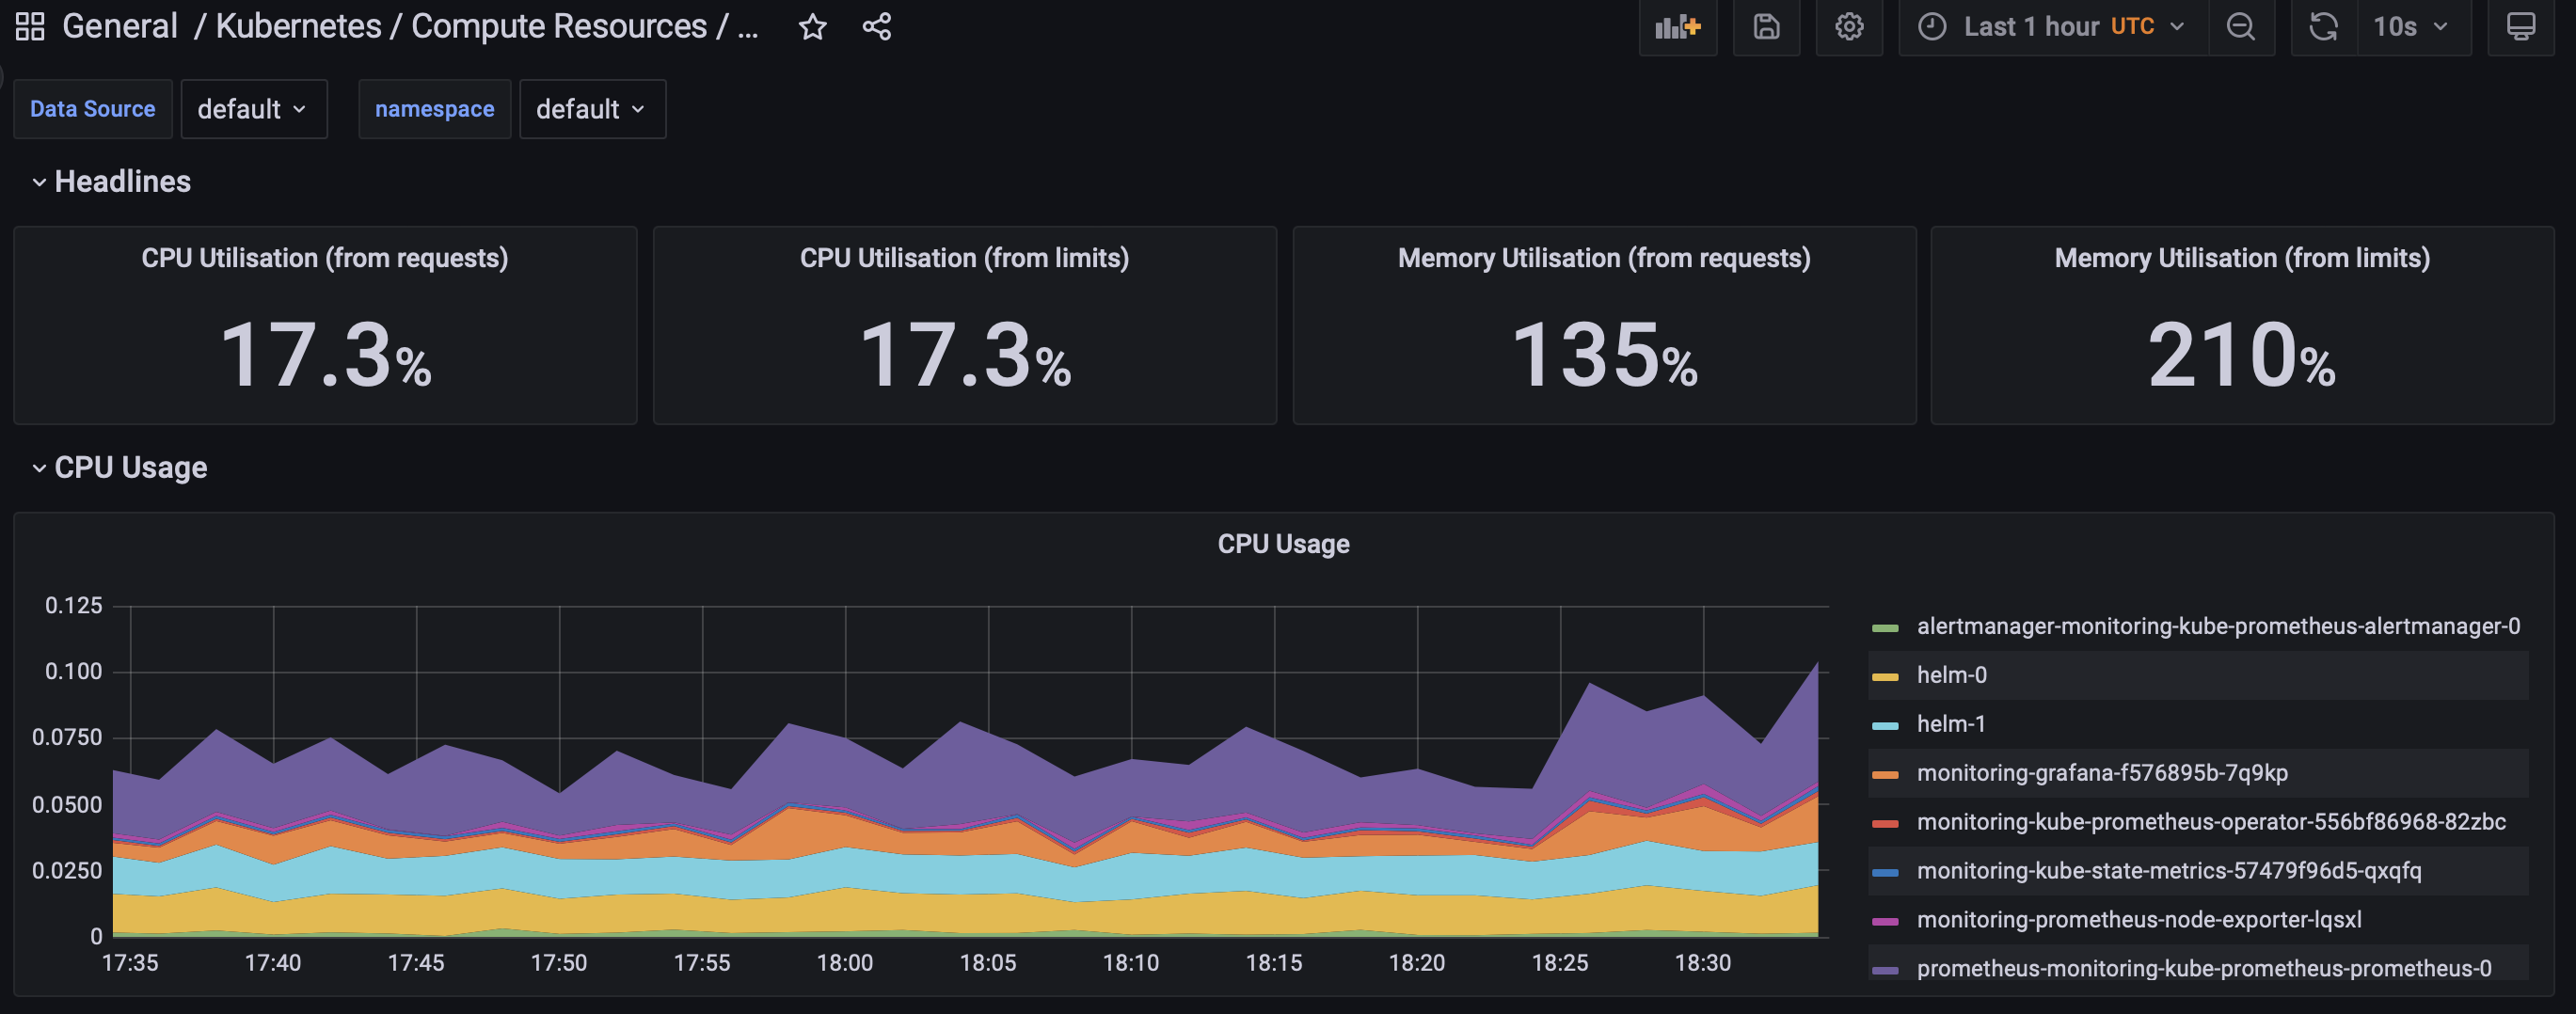 General / Kubernetes / Compute Resources / ...
Last 1 hour UTC
10s
Data Source default namespace default
Headlines
CPU Utilisation (from requests)
17.3%
CPU Utilisation (from limits)
17.3%
Memory Utilisation (from requests)
135%
Memory Utilisation (from limits)
210%
CPU Usage
CPU Usage
0.125
0.100
0.0750
0.0500
0.0250
0
17:35 17:40 17:45 17:50 17:55 18:00 18:05 18:10 18:15 18:20 18:25 18:30
alertmanager-monitoring-kube-prometheus-alertmanager-0
helm-0
helm-1
monitoring-grafana-f576895b-7q9kp
monitoring-kube-prometheus-operator-556bf86968-82zbc
monitoring-kube-state-metrics-57479f96d5-qxqfq
monitoring-prometheus-node-exporter-lqsxl
prometheus-monitoring-kube-prometheus-prometheus-0